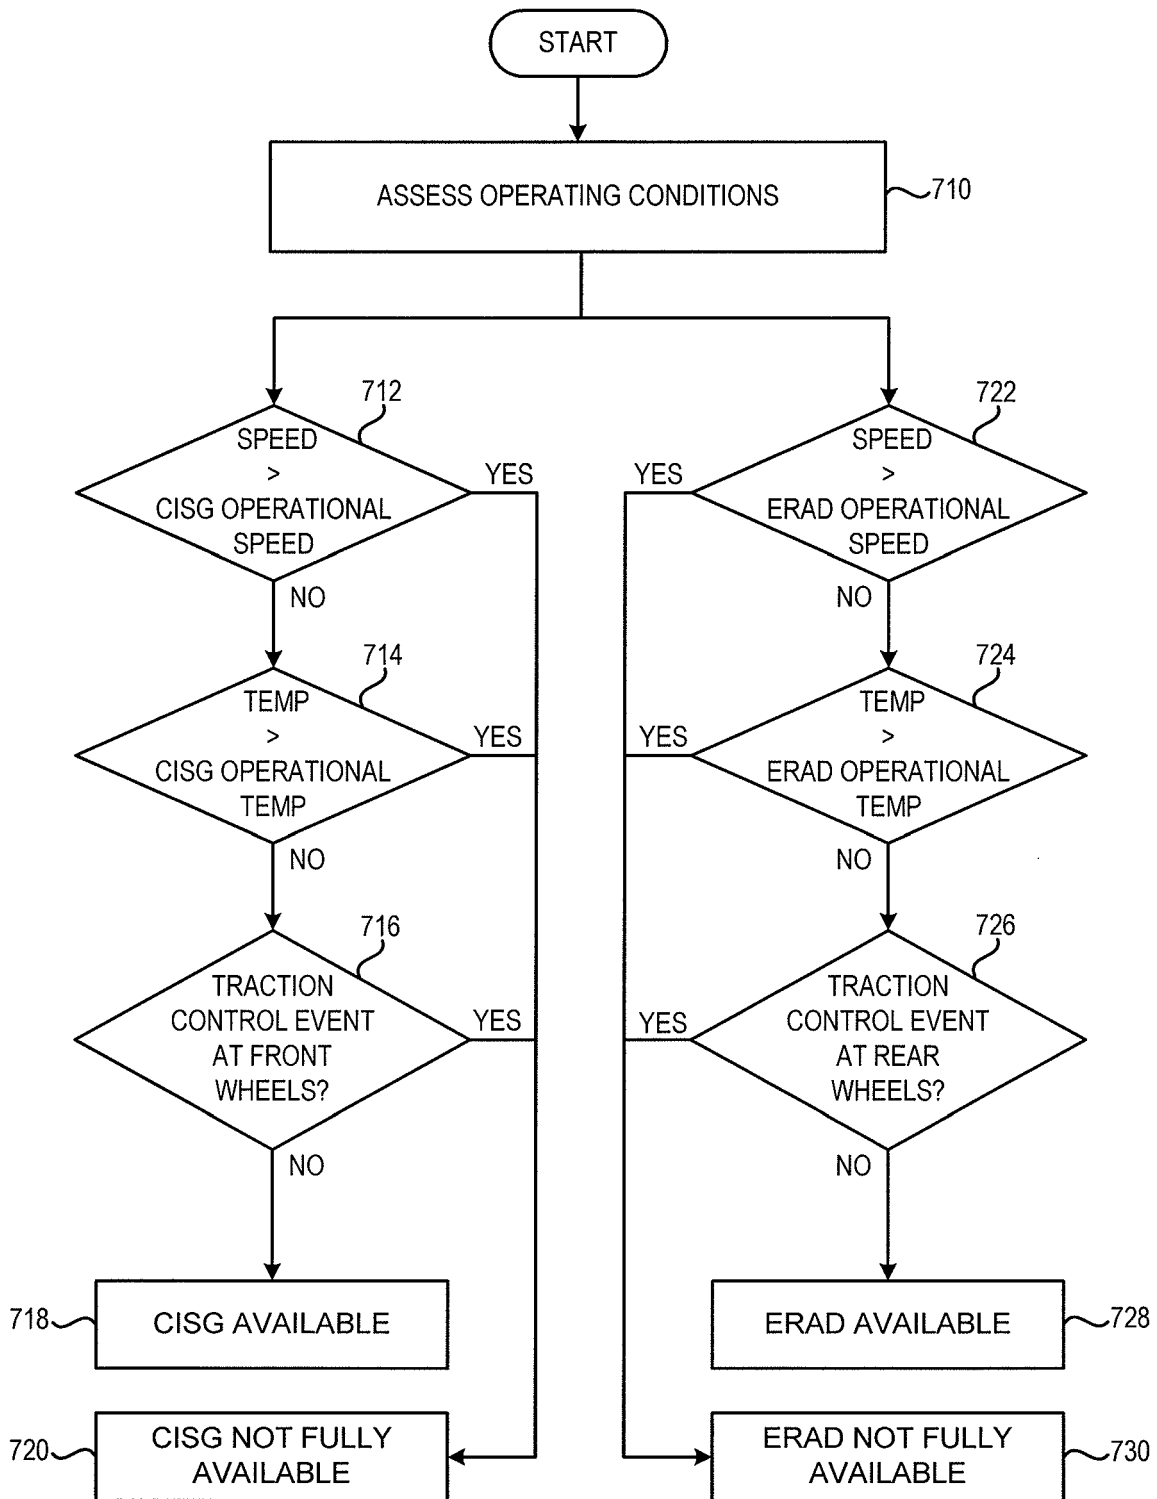 START
ASSESS OPERATING CONDITIONS
710
712
SPEED
>
CISG OPERATIONAL
SPEED
YES
NO
722
SPEED
>
ERAD OPERATIONAL
SPEED
YES
NO
714
TEMP
>
CISG OPERATIONAL
TEMP
YES
NO
724
TEMP
>
ERAD OPERATIONAL
TEMP
YES
NO
716
TRACTION
CONTROL EVENT
AT FRONT
WHEELS?
YES
NO
726
TRACTION
CONTROL EVENT
AT REAR
WHEELS?
YES
NO
718
CISG AVAILABLE
ERAD AVAILABLE
728
720
CISG NOT FULLY
AVAILABLE
ERAD NOT FULLY
AVAILABLE
730